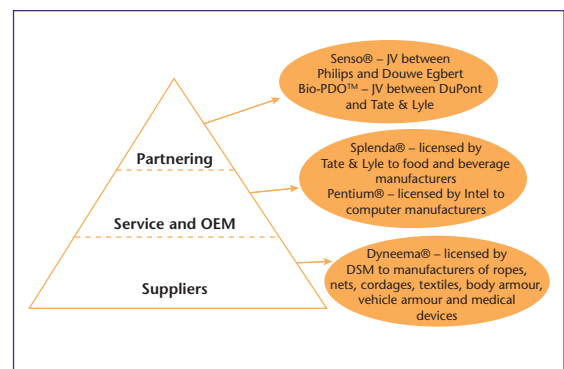 Senso® – JV between
Philips and Douwe Egbert
Bio-PDO™ – JV between DuPont
and Tate & Lyle
Partnering
Splenda® – licensed by
Tate & Lyle to food and beverage
manufacturers
Pentium® – licensed by Intel to
computer manufacturers
Service and OEM
Dyneema® – licensed by
DSM to manufacturers of ropes,
nets, cordages, textiles, body armour,
vehicle armour and medical
devices
Suppliers